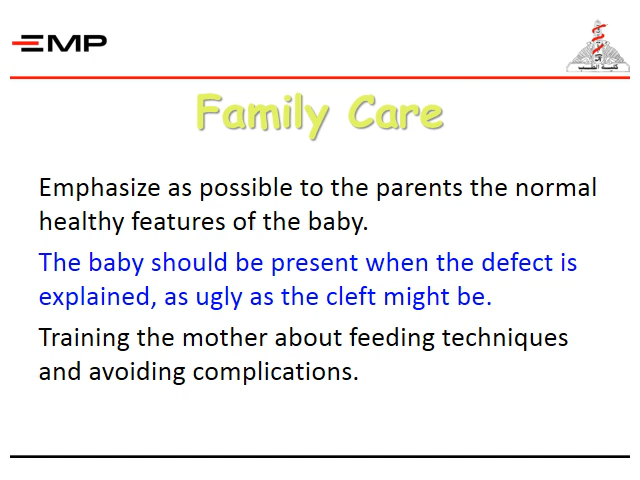 EMP
كلية الطب
Family Care
Emphasize as possible to the parents the normal
healthy features of the baby.
The baby should be present when the defect is
explained, as ugly as the cleft might be.
Training the mother about feeding techniques
and avoiding complications.